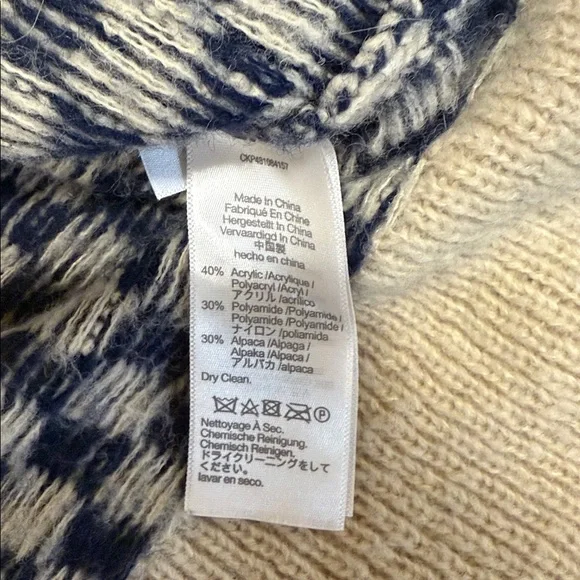 CKP481984157
Made In China
Fabriqué En Chine
Hergestellt In China
Vervaardigd In China
中国製
hecho en china
40% Acrylic /Acrylique /
Polyacryl /Acryl /
アクリル /acrílico
30% Polyamide /Polyamide /
Polyamide /Polyamide /
ナイロン /poliamida
30% Alpaca /Alpaga /
Alpaka /Alpaca /
アルパカ /alpaca
Dry Clean.
P
Nettoyage À Sec.
Chemische Reinigung.
Chemisch Reinigen.
ドライクリーニングをして
ください。
lavar en seco.